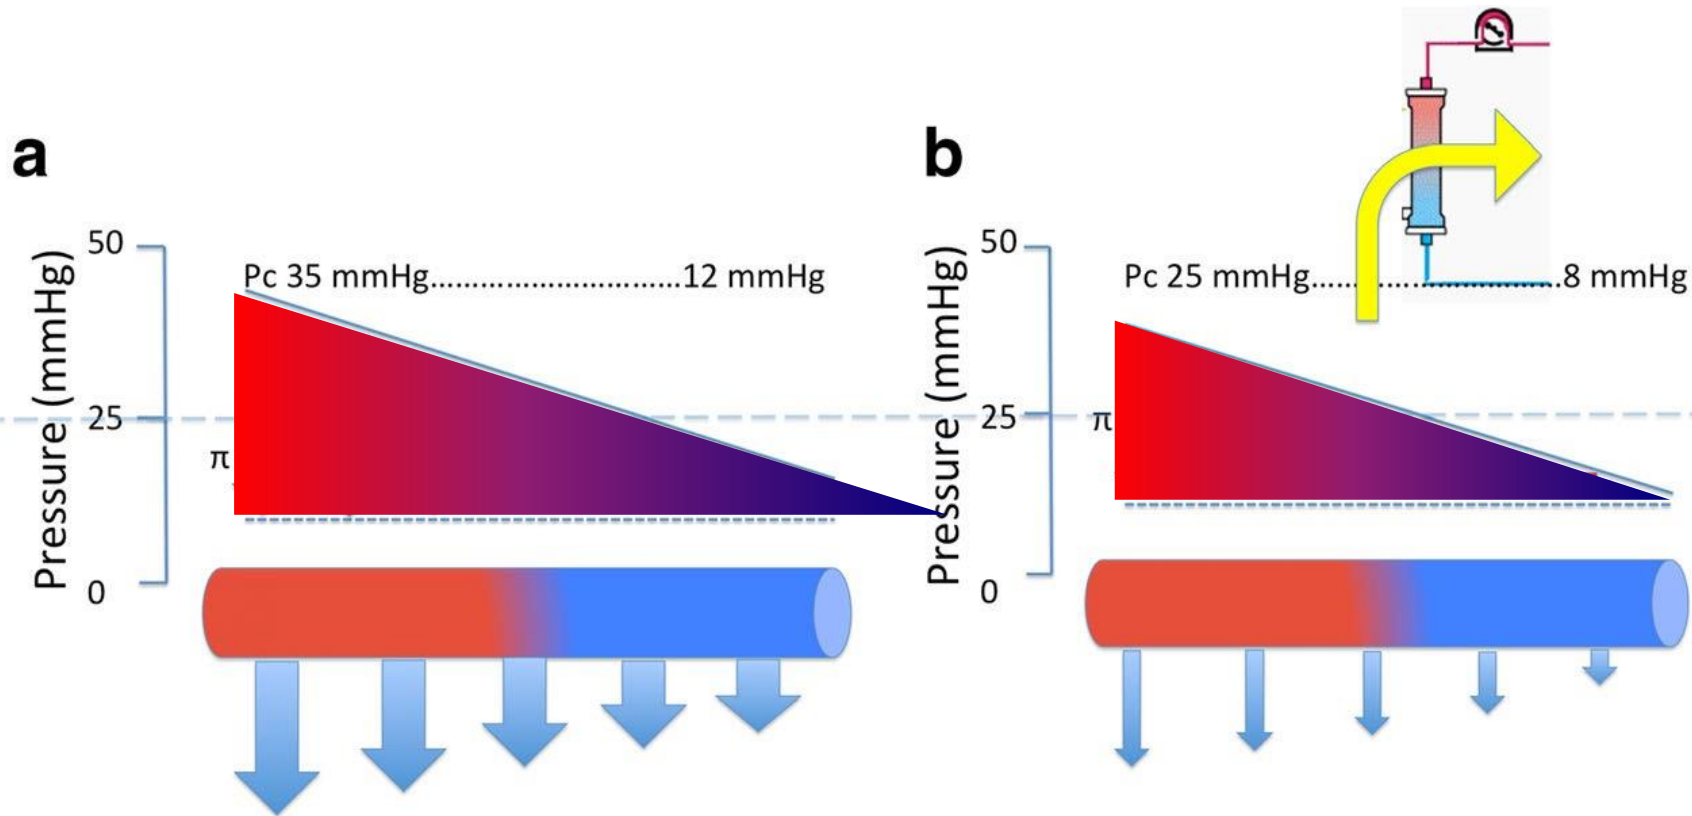 a
50
Pc 35 mmHg............................12 mmHg
Pressure (mmHg)
25
π
0
b
50
Pc 25 mmHg............................8 mmHg
Pressure (mmHg)
25
π
0